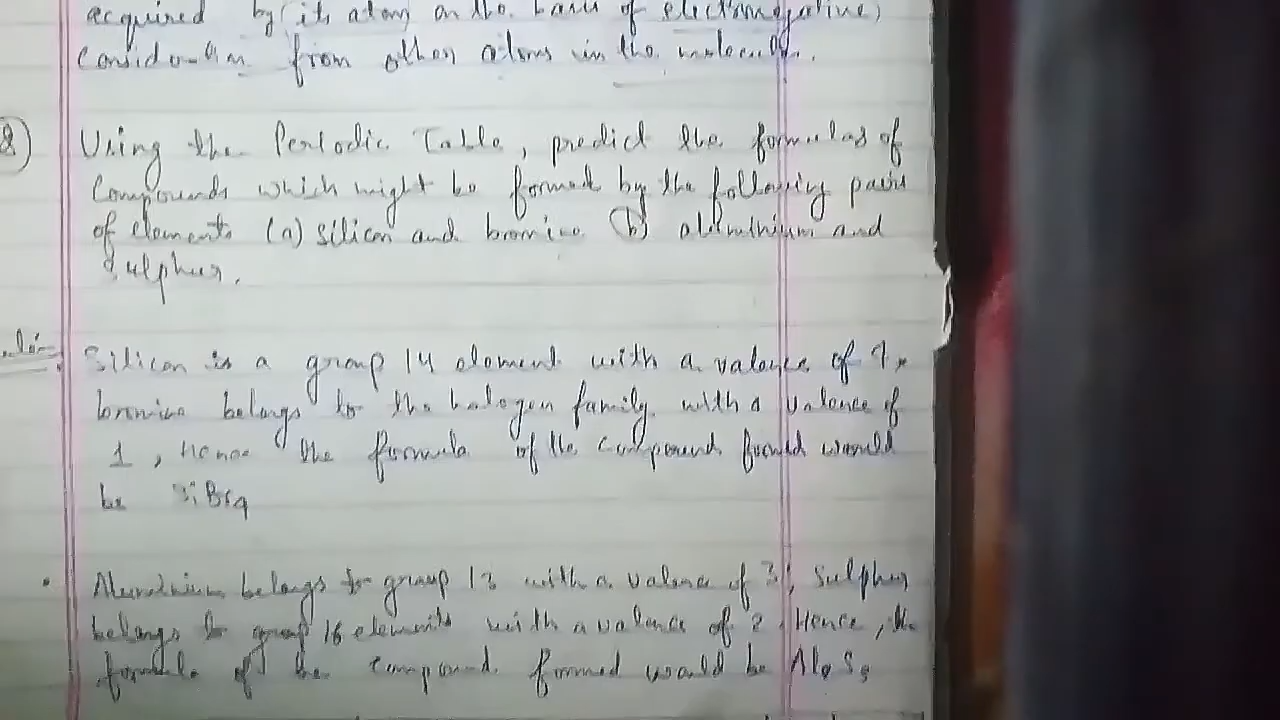 acquired by its atom on the basis of electronegative
consideration from other atoms in the molecule.
8) Using the Periodic Table, predict the formulas of
Compounds which might be formed by the following pairs
of elements (a) silicon and bromine (b) aluminium and
Sulphur.
Silicon is a group 14 element with a valence of 4,
bromine belongs to the halogen family with a valence of
1, Hence the formula of the compound formed would
be SiBr4
Aluminium belongs to group 13 with a valence of 3; Sulphur
belongs to group 16 elements with a valence of 2. Hence, the
formula of the compound formed would be Al2S3